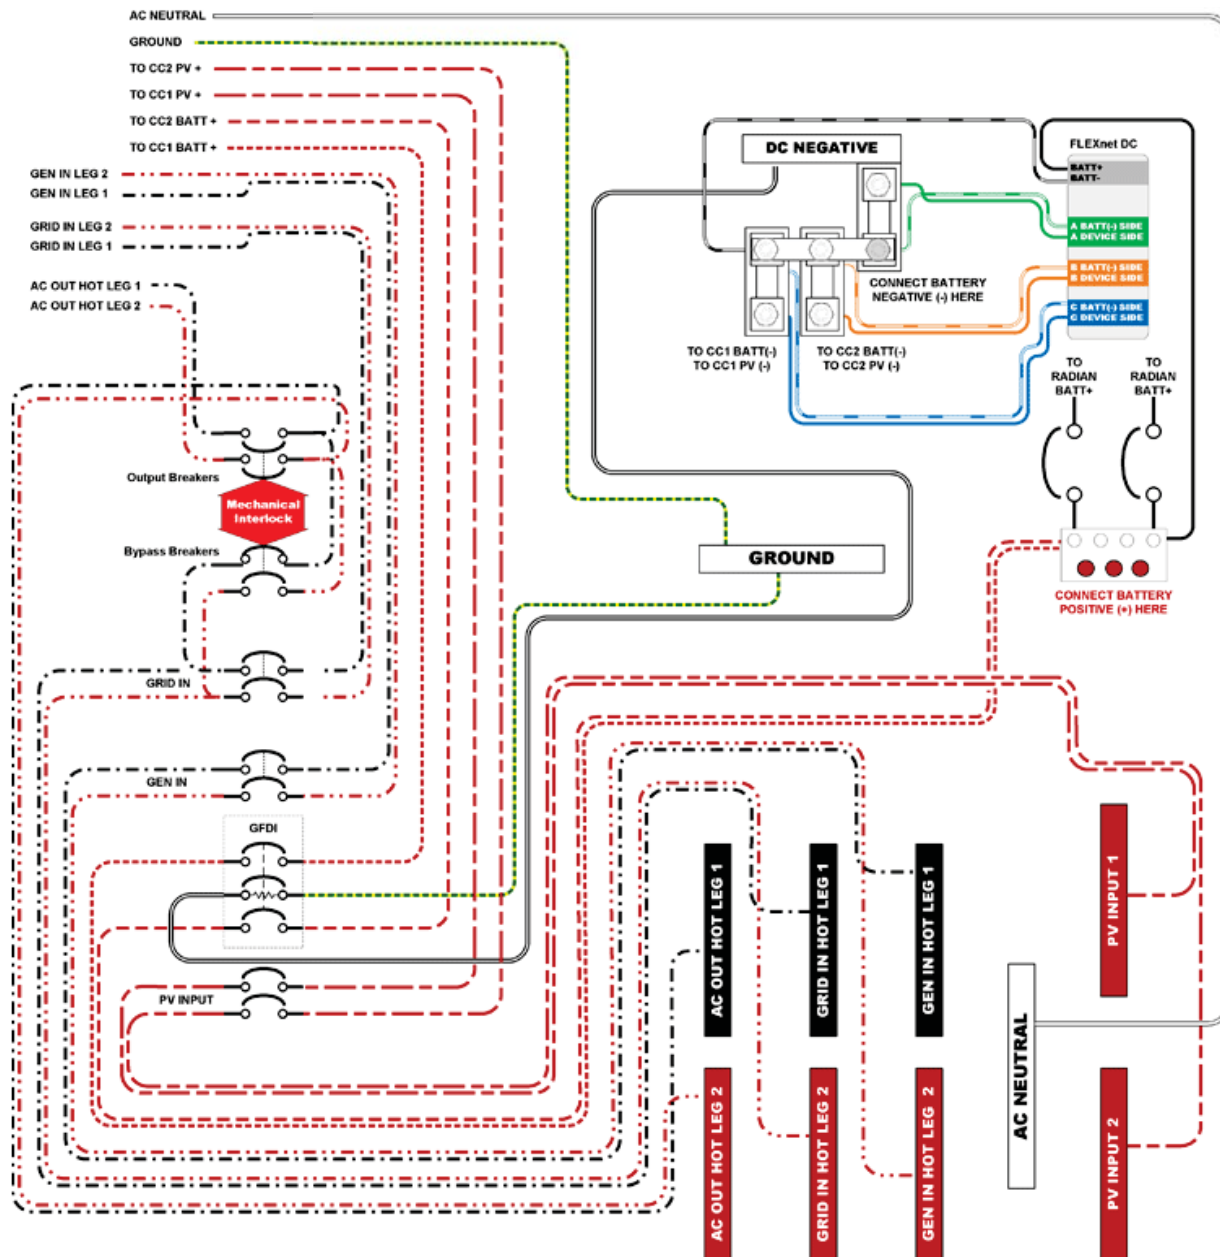 AC NEUTRAL
GROUND
TO CC2 PV +
TO CC1 PV +
TO CC2 BATT +
TO CC1 BATT +
GEN IN LEG 2
GEN IN LEG 1
GRID IN LEG 2
GRID IN LEG 1
AC OUT HOT LEG 1
AC OUT HOT LEG 2
DC NEGATIVE
FLEXnet DC
BATT+
BATT-
A BATT(-) SIDE
A DEVICE SIDE
B BATT(-) SIDE
B DEVICE SIDE
C BATT(-) SIDE
C DEVICE SIDE
CONNECT BATTERY
NEGATIVE (-) HERE
TO CC1 BATT(-)
TO CC1 PV (-)
TO CC2 BATT(-)
TO CC2 PV (-)
TO
RADIAN
BATT+
TO
RADIAN
BATT+
Output Breakers
Mechanical
Interlock
Bypass Breakers
GROUND
CONNECT BATTERY
POSITIVE (+) HERE
GRID IN
GEN IN
GFDI
PV INPUT
AC OUT HOT LEG 1
GRID IN HOT LEG 1
GEN IN HOT LEG 1
PV INPUT 1
AC NEUTRAL
AC OUT HOT LEG 2
GRID IN HOT LEG 2
GEN IN HOT LEG 2
PV INPUT 2